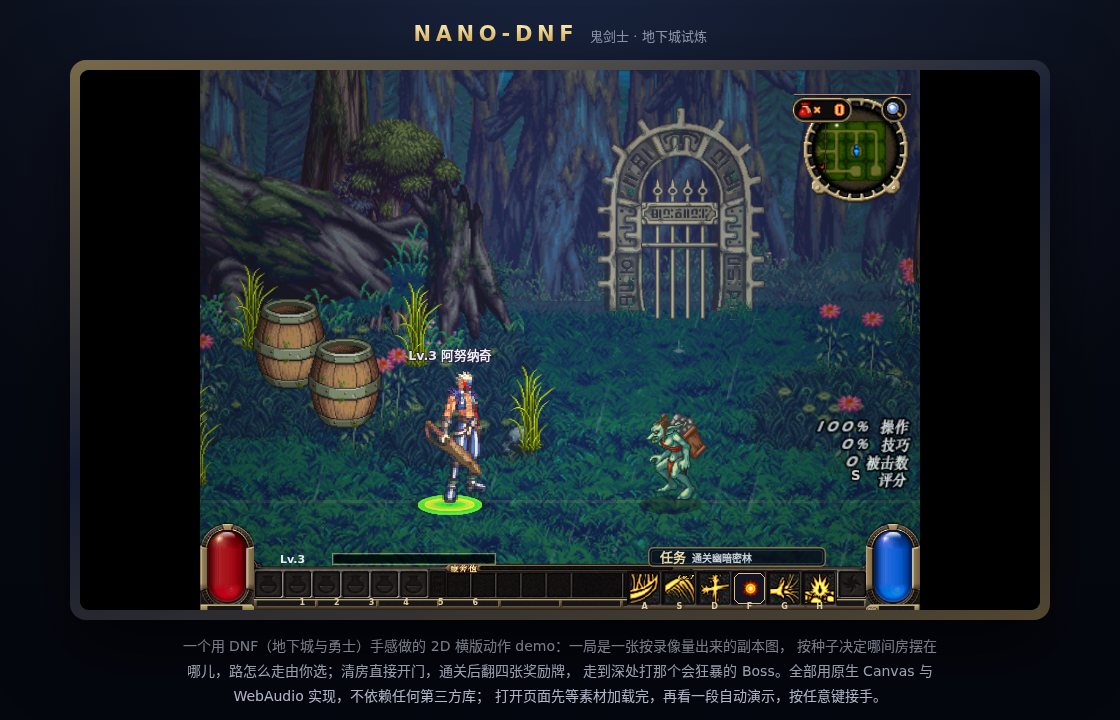 NANO-DNF 鬼剑士 · 地下城试炼
× 0
Lv.3 阿努纳奇
100% 操作
0% 技巧
0 被击数
S 评分
Lv.3
任务 通关幽暗密林
疲劳值
1 2 3 4 5 6 A S D F G H
一个用 DNF（地下城与勇士）手感做的 2D 横版动作 demo：一局是一张按录像量出来的副本图， 按种子决定哪间房摆在
哪儿，路怎么走由你选；清房直接开门，通关后翻四张奖励牌， 走到深处打那个会狂暴的 Boss。全部用原生 Canvas 与
WebAudio 实现，不依赖任何第三方库； 打开页面先等素材加载完，再看一段自动演示，按任意键接手。